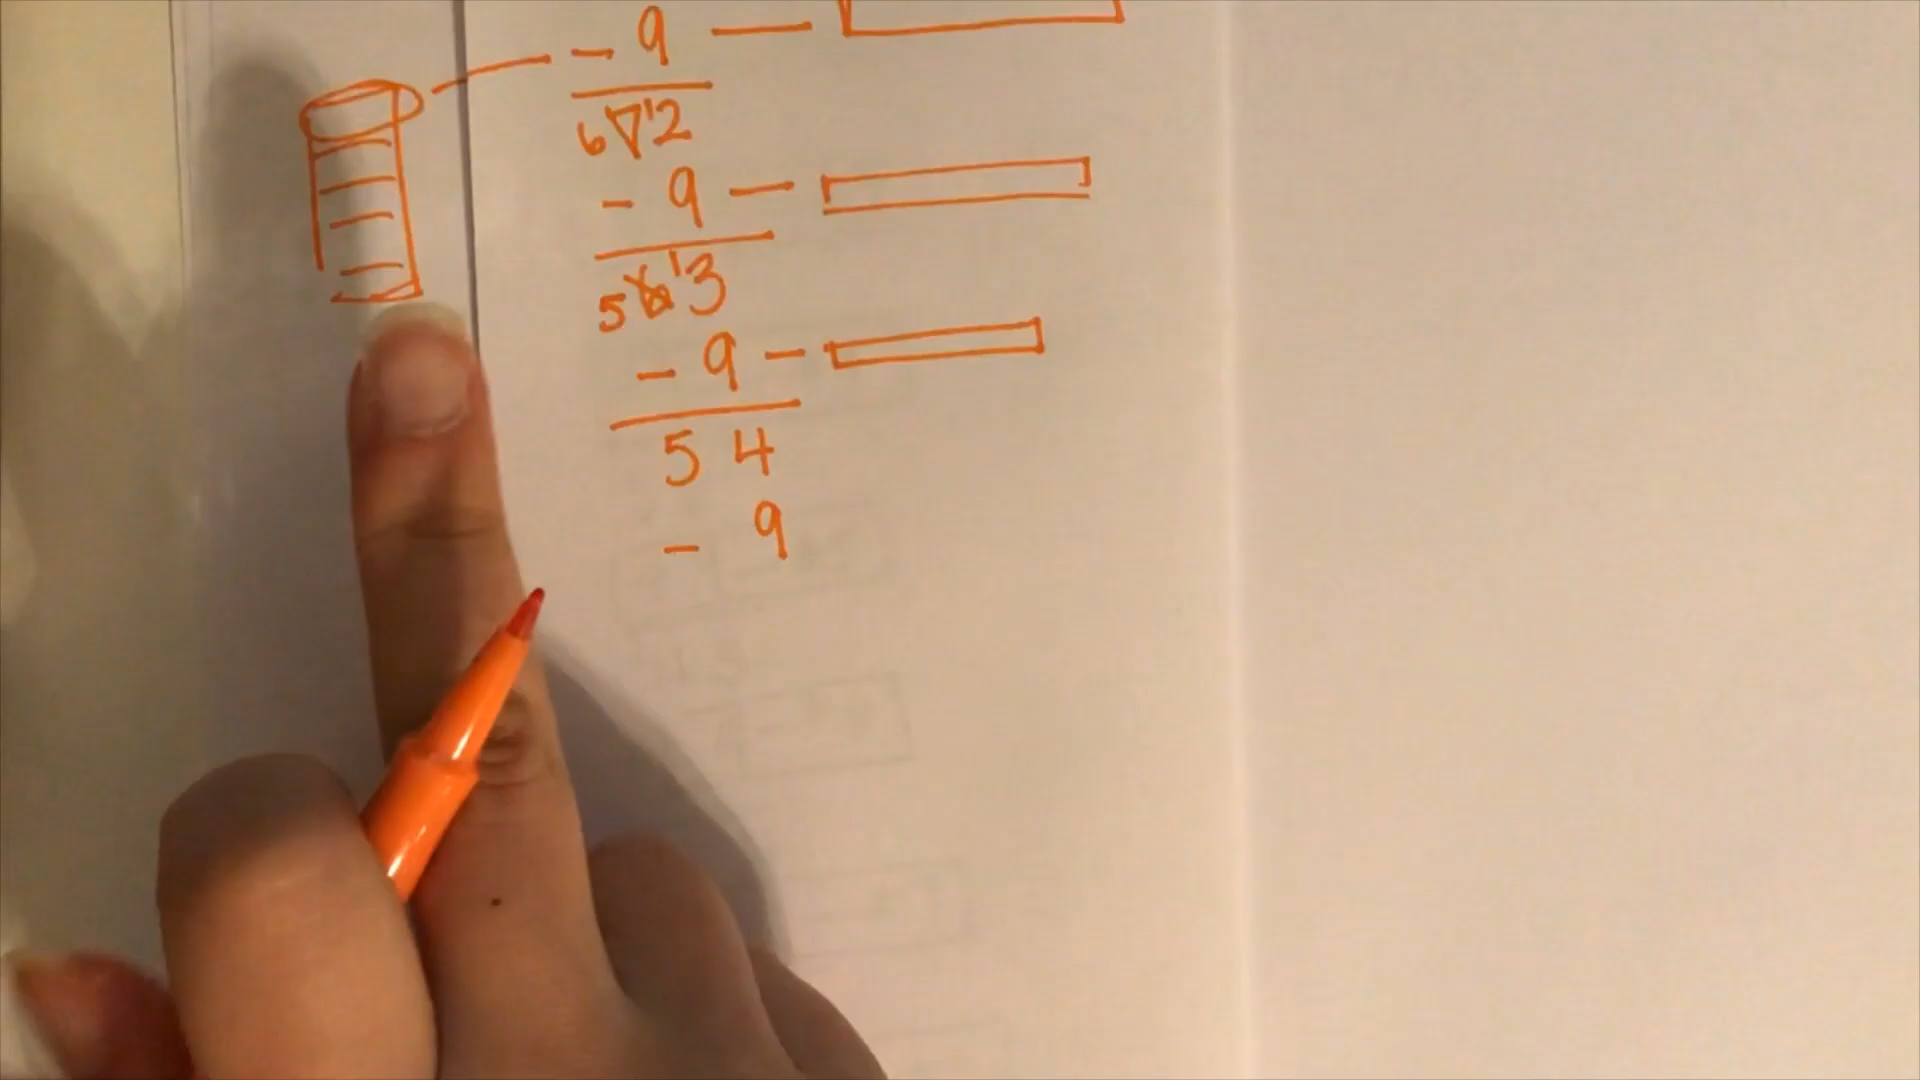 - 9 —
6 7 12
- 9 —
5 6 13
- 9 -
5 4
- 9